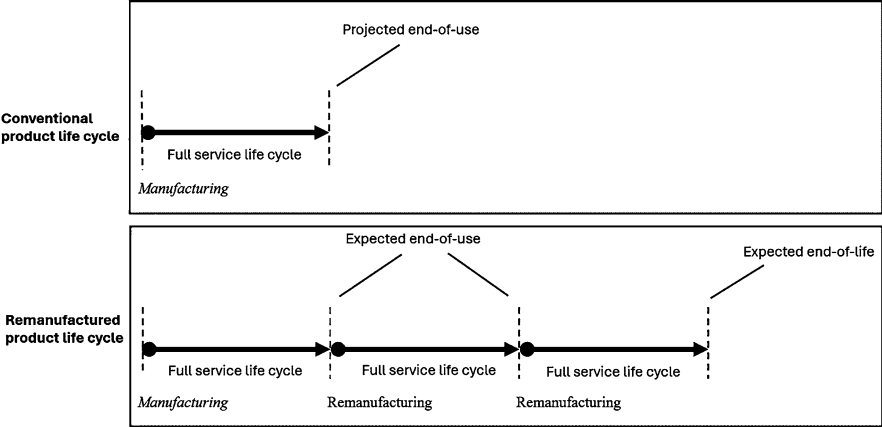 Projected end-of-use
Conventional
product life cycle
Full service life cycle
Manufacturing
Expected end-of-use
Expected end-of-life
Remanufactured
product life cycle
Full service life cycle Full service life cycle Full service life cycle
Manufacturing Remanufacturing Remanufacturing